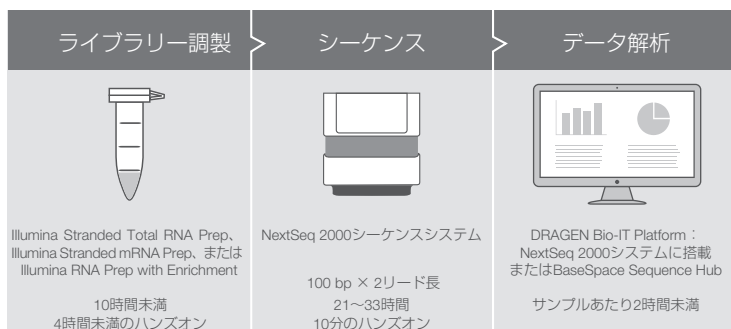 ライブラリー調製
シーケンス
データ解析
Illumina Stranded Total RNA Prep、
Illumina Stranded mRNA Prep、または
Illumina RNA Prep with Enrichment
10時間未満
4時間未満のハンズオン
NextSeq 2000シーケンスシステム
100 bp × 2リード長
21～33時間
10分のハンズオン
DRAGEN Bio-IT Platform：
NextSeq 2000システムに搭載
またはBaseSpace Sequence Hub
サンプルあたり2時間未満